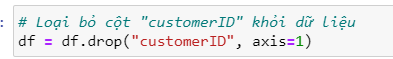 :
# Loại bỏ cột "customerID" khỏi dữ liệu
df = df.drop("customerID", axis=1)